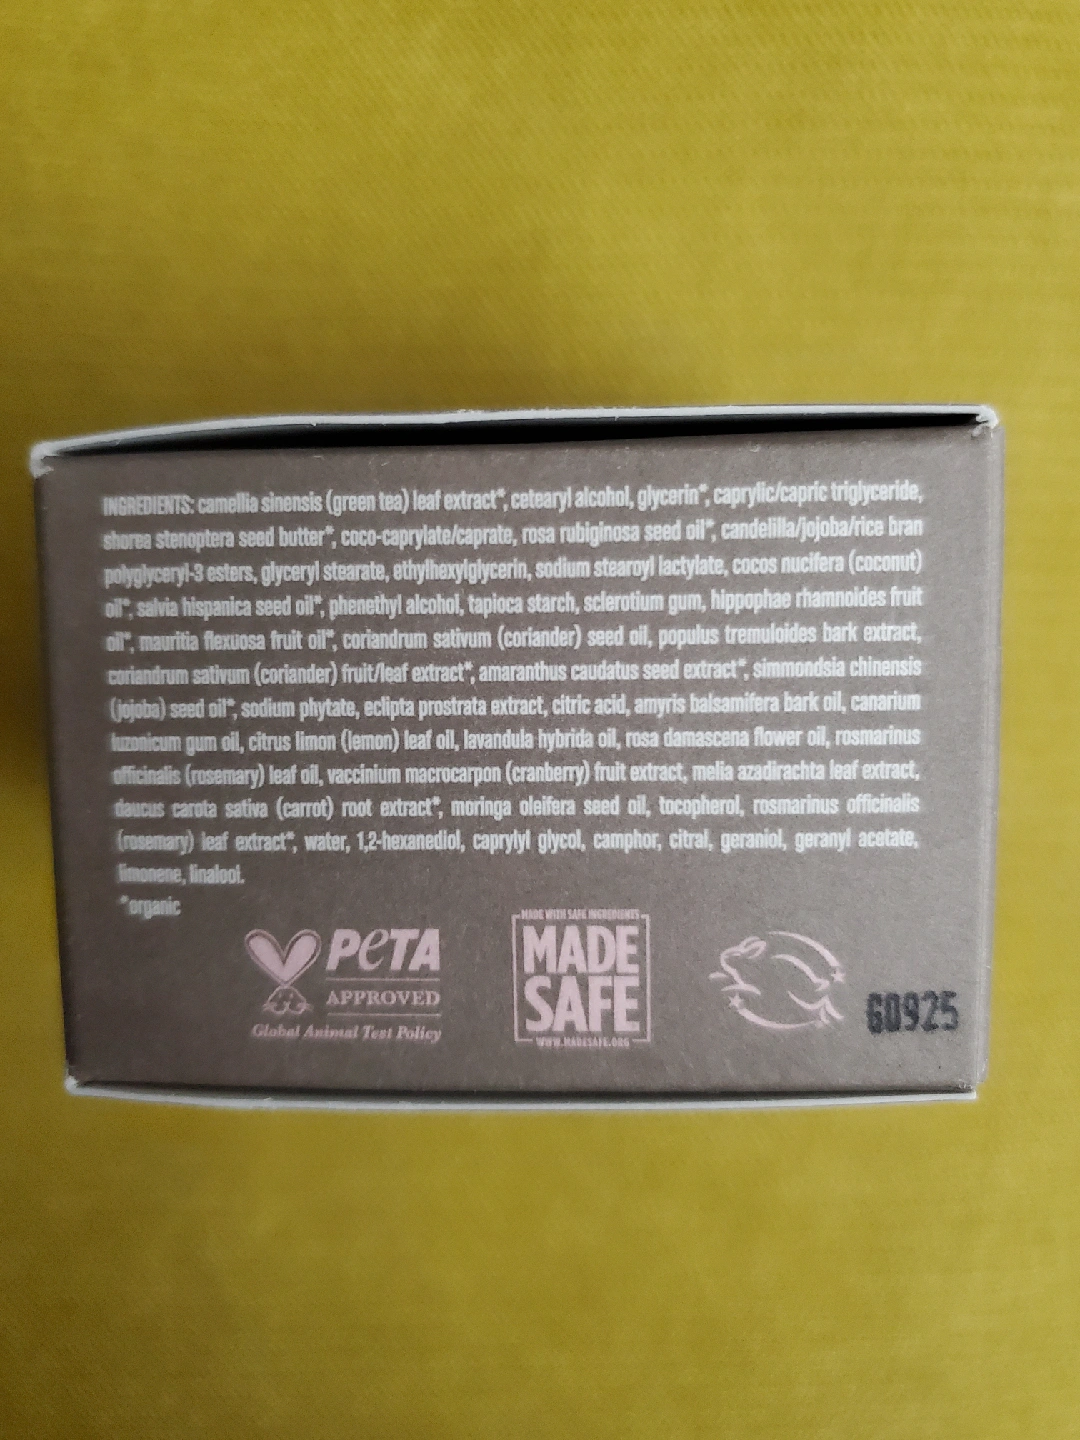 INGREDIENTS: camellia sinensis (green tea) leaf extract*, cetearyl alcohol, glycerin*, caprylic/capric triglyceride,
shorea stenoptera seed butter*, coco-caprylate/caprate, rosa rubiginosa seed oil*, candelilla/jojoba/rice bran
polyglyceryl-3 esters, glyceryl stearate, ethylhexylglycerin, sodium stearoyl lactylate, cocos nucifera (coconut)
oil*, salvia hispanica seed oil*, phenethyl alcohol, tapioca starch, sclerotium gum, hippophae rhamnoides fruit
oil*, mauritia flexuosa fruit oil*, coriandrum sativum (coriander) seed oil, populus tremuloides bark extract,
coriandrum sativum (coriander) fruit/leaf extract*, amaranthus caudatus seed extract*, simmondsia chinensis
(jojoba) seed oil*, sodium phytate, eclipta prostrata extract, citric acid, amyris balsamifera bark oil, canarium
luzonicum gum oil, citrus limon (lemon) leaf oil, lavandula hybrida oil, rosa damascena flower oil, rosmarinus
officinalis (rosemary) leaf oil, vaccinium macrocarpon (cranberry) fruit extract, melia azadirachta leaf extract,
daucus carota sativa (carrot) root extract*, moringa oleifera seed oil, tocopherol, rosmarinus officinalis
(rosemary) leaf extract*, water, 1,2-hexanediol, caprylyl glycol, camphor, citral, geraniol, geranyl acetate,
limonene, linalool.
*organic
PETA
APPROVED
Global Animal Test Policy
MADE WITH SAFE INGREDIENTS
MADE
SAFE
WWW.MADESAFE.ORG
G0925